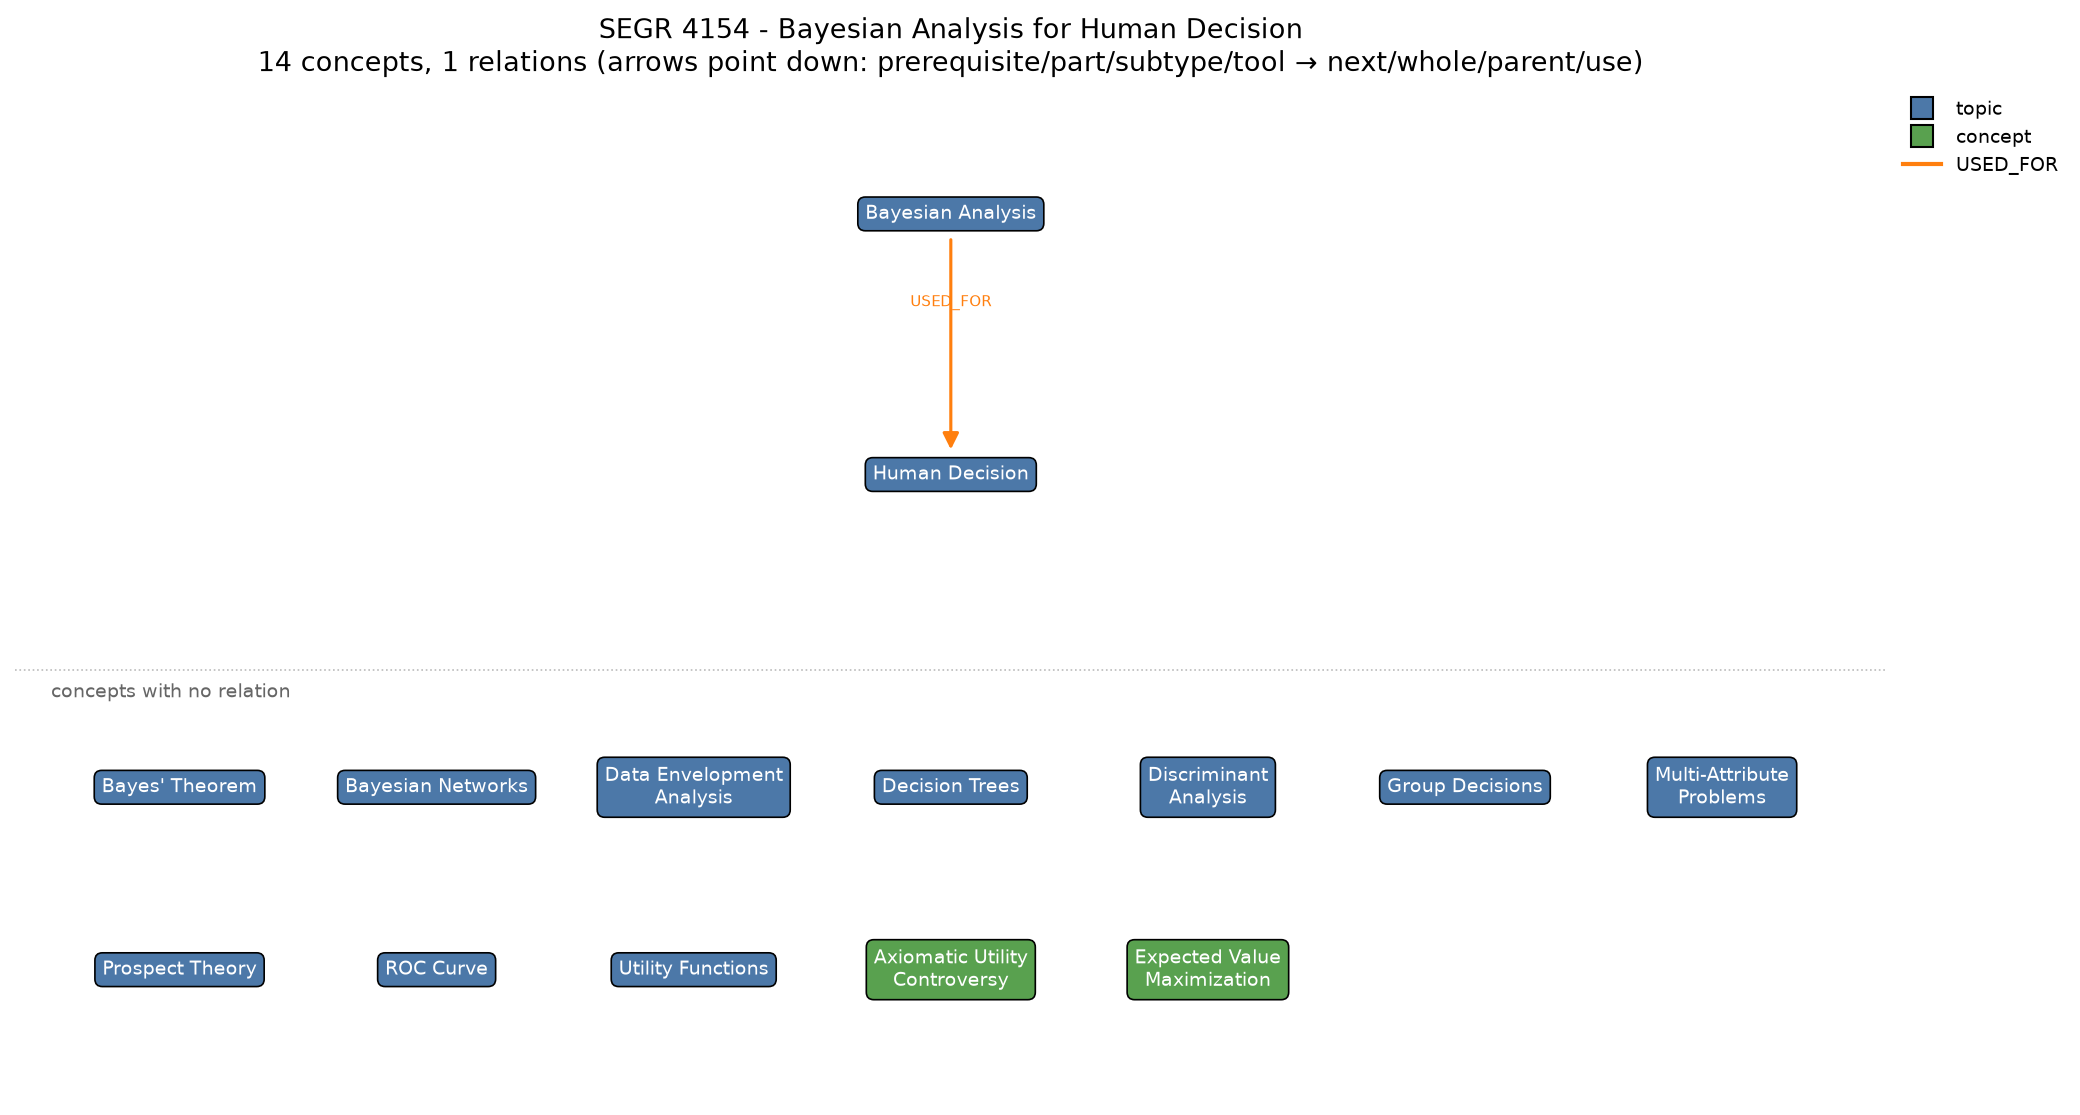 SEGR 4154 - Bayesian Analysis for Human Decision
14 concepts, 1 relations (arrows point down: prerequisite/part/subtype/tool → next/whole/parent/use)
topic
concept
USED_FOR
Bayesian Analysis
USED_FOR
Human Decision
concepts with no relation
Bayes' Theorem
Bayesian Networks
Data Envelopment
Analysis
Decision Trees
Discriminant
Analysis
Group Decisions
Multi-Attribute
Problems
Prospect Theory
ROC Curve
Utility Functions
Axiomatic Utility
Controversy
Expected Value
Maximization